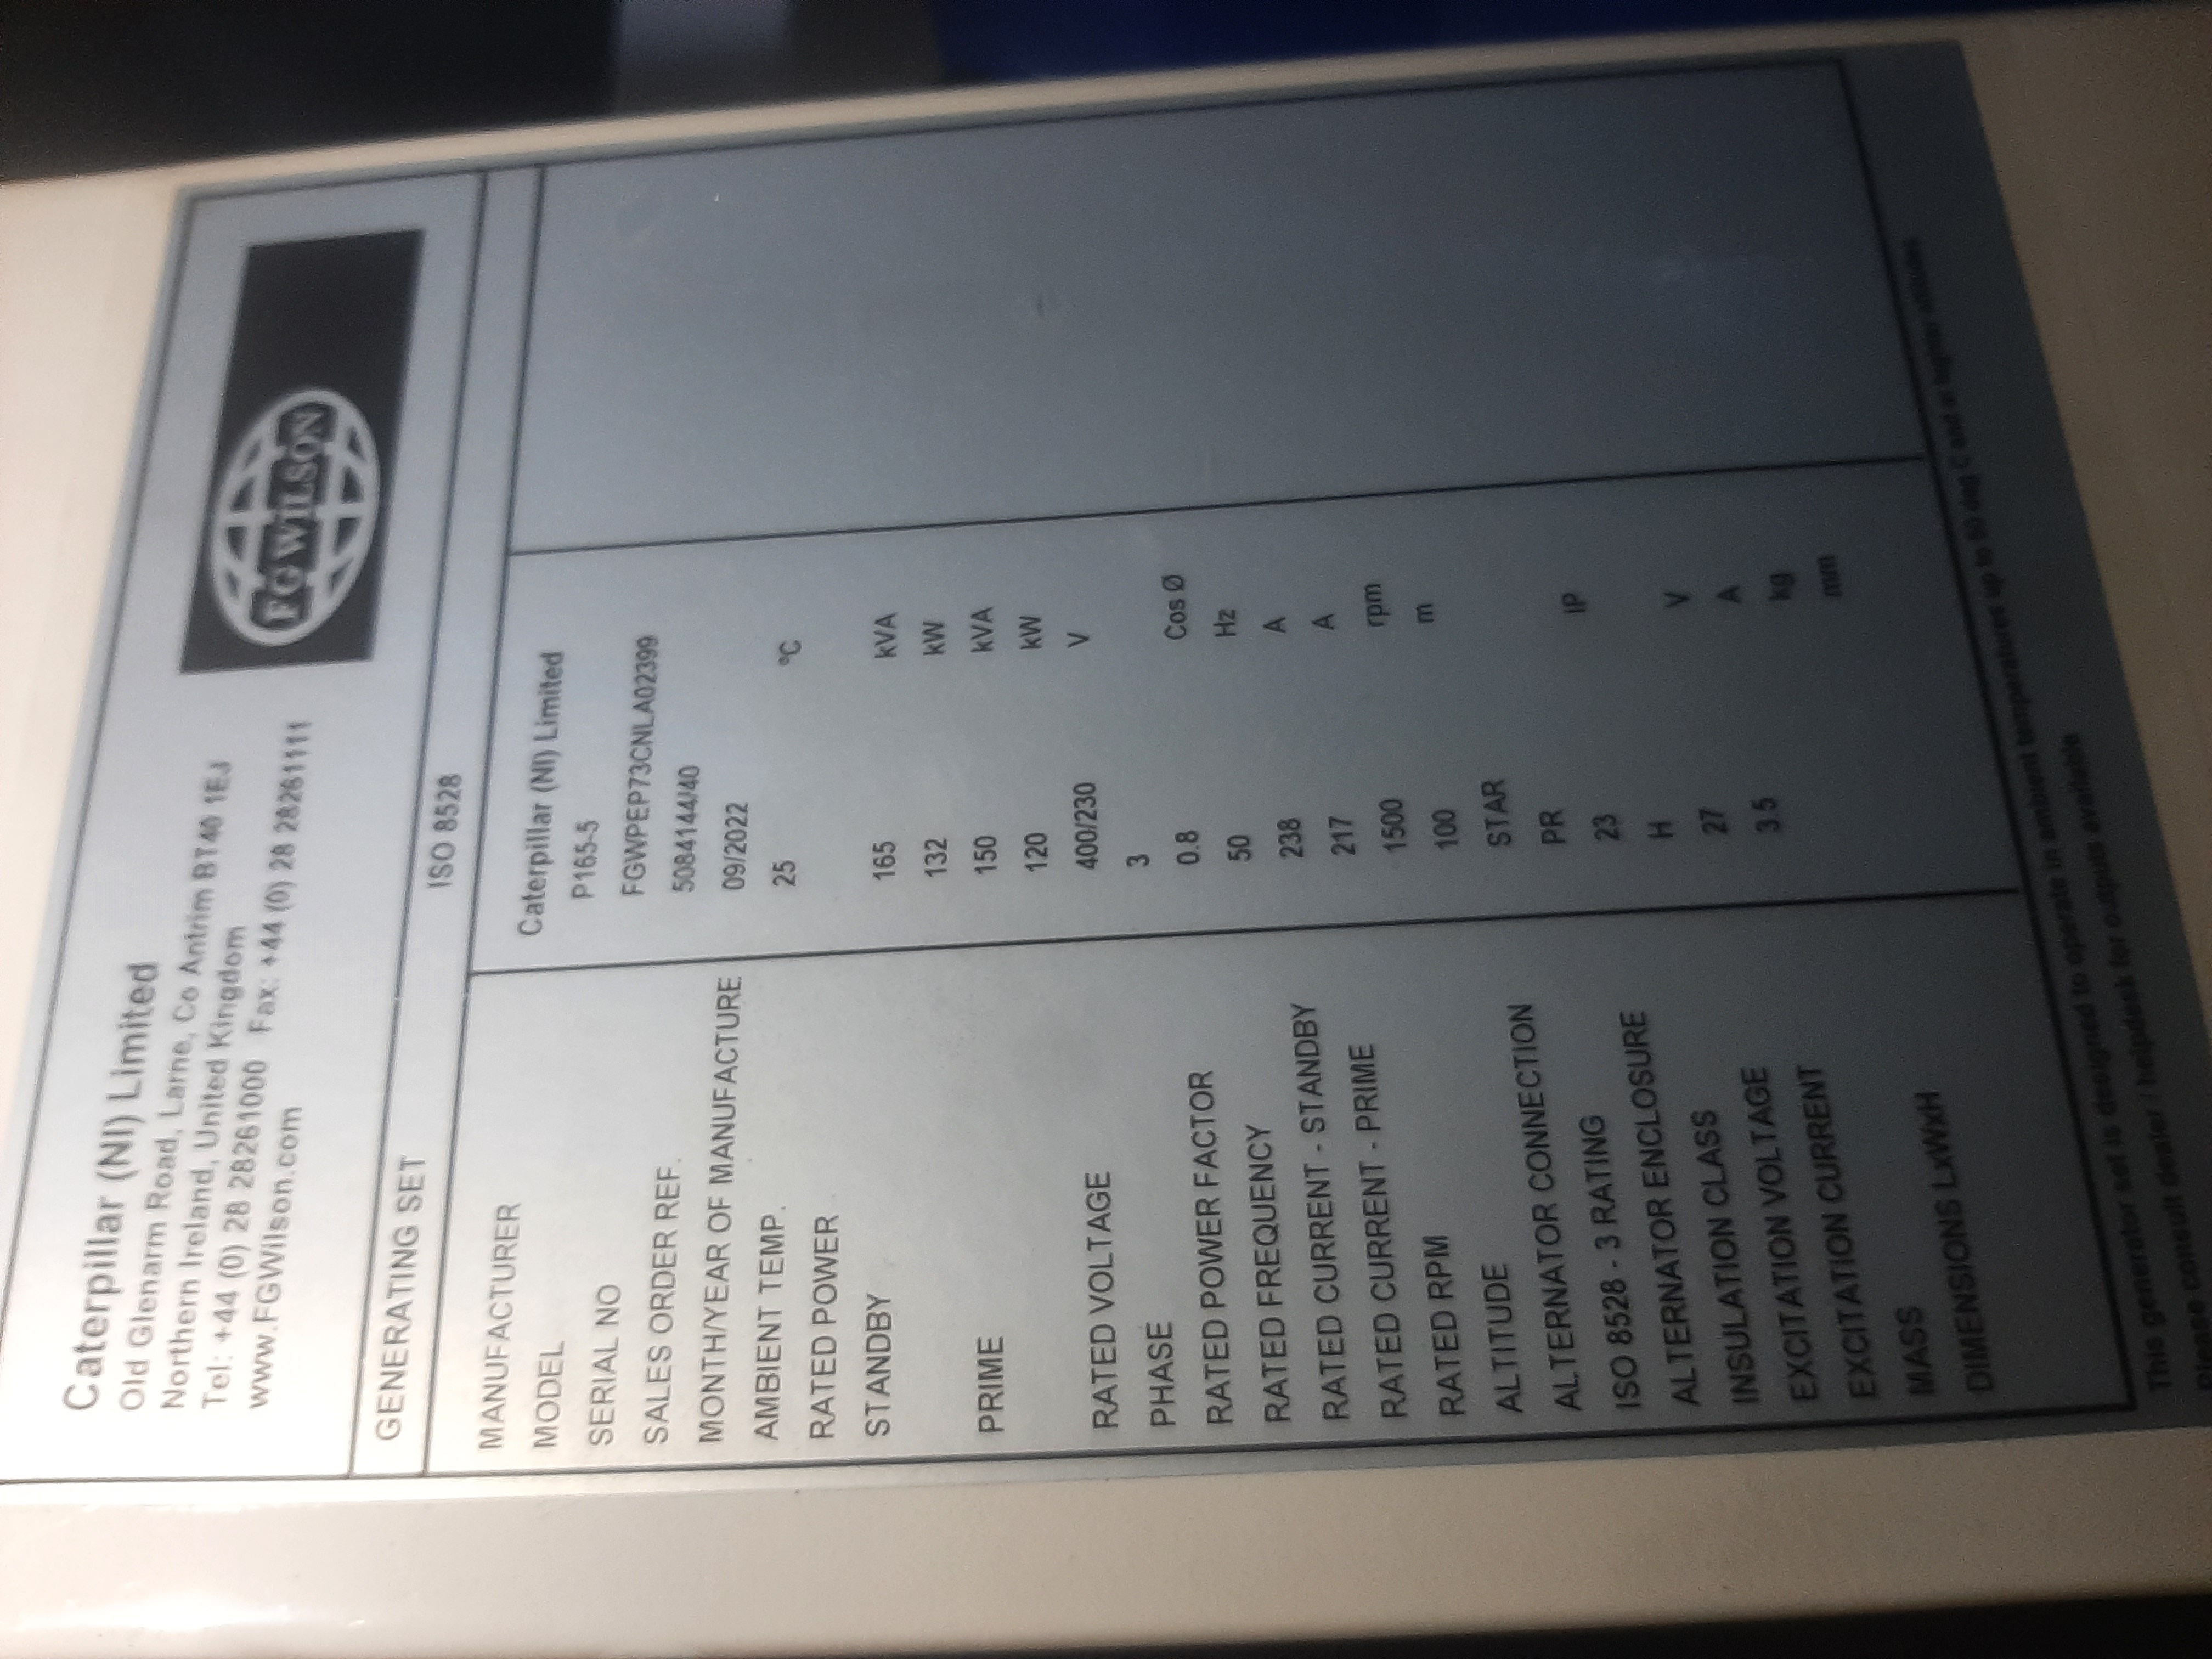 Caterpillar (NI) Limited
Old Glenarm Road, Larne, Co Antrim BT40 1EJ
Northern Ireland, United Kingdom
Tel: +44 (0) 28 28261000 Fax: +44 (0) 28 28261111
www.FGWilson.com
FG WILSON
GENERATING SET ISO 8528
MANUFACTURER Caterpillar (NI) Limited
MODEL P165-5
SERIAL NO FGWPEP73CNLA02399
SALES ORDER REF. 5084144/40
MONTH/YEAR OF MANUFACTURE 09/2022
AMBIENT TEMP. 25 ºC
RATED POWER
STANDBY 165 kVA
132 kW
PRIME 150 kVA
120 kW
RATED VOLTAGE 400/230 V
PHASE 3
RATED POWER FACTOR 0.8 Cos Ø
RATED FREQUENCY 50 Hz
RATED CURRENT - STANDBY 238 A
RATED CURRENT - PRIME 217 A
RATED RPM 1500 rpm
ALTITUDE 100 m
ALTERNATOR CONNECTION STAR
ISO 8528 - 3 RATING PR
ALTERNATOR ENCLOSURE 23 IP
INSULATION CLASS H
EXCITATION VOLTAGE 27 V
EXCITATION CURRENT 3.5 A
MASS kg
DIMENSIONS LxWxH mm
This generator set is designed to operate in ambient temperatures up to 50 deg C and at higher altitudes.
Please consult dealer / helpdesk for outputs available